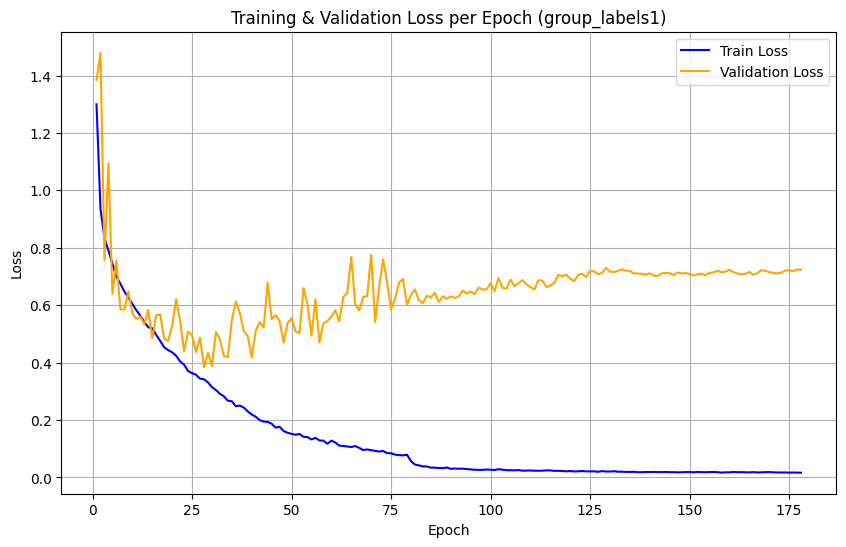 Training & Validation Loss per Epoch (group_labels1)
Train Loss
Validation Loss
1.4
1.2
1.0
0.8
0.6
0.4
0.2
0.0
Loss
0 25 50 75 100 125 150 175
Epoch